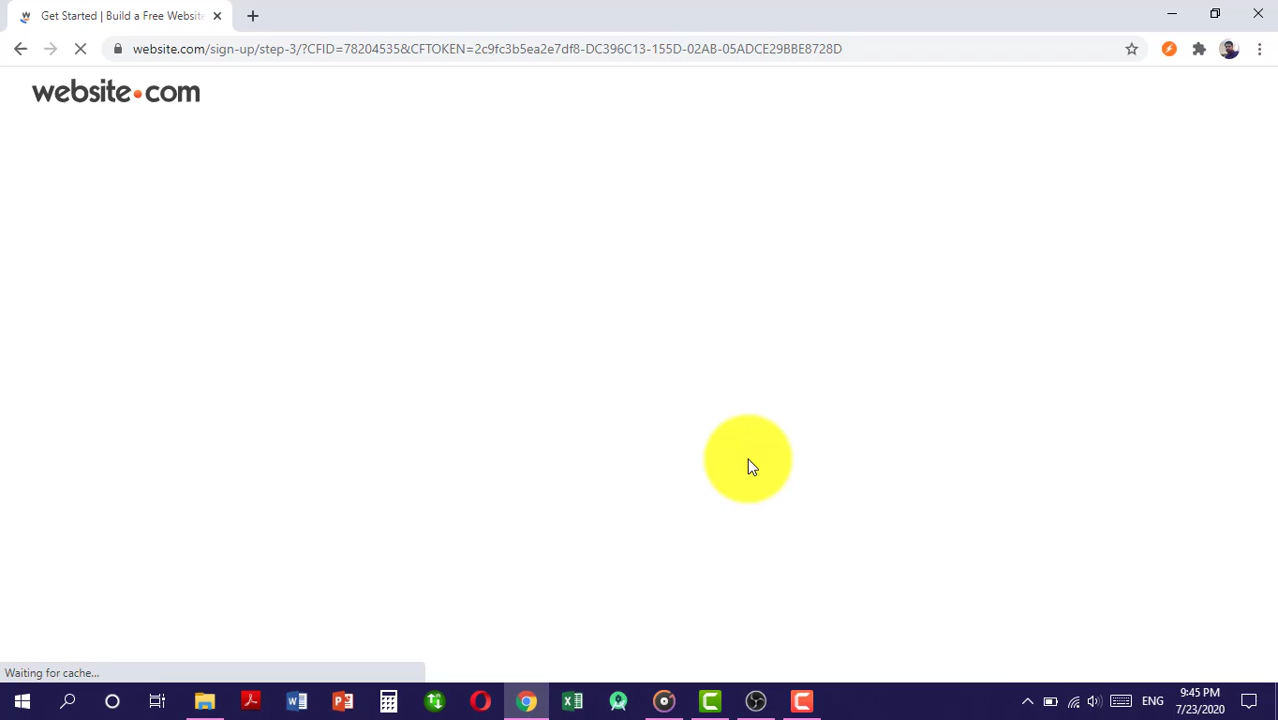 Get Started | Build a Free Website
website.com/sign-up/step-3/?CFID=78204535&CFTOKEN=2c9fc3b5ea2e7df8-DC396C13-155D-02AB-05ADCE29BBE8728D
website.com
Waiting for cache...
ENG
9:45 PM
7/23/2020